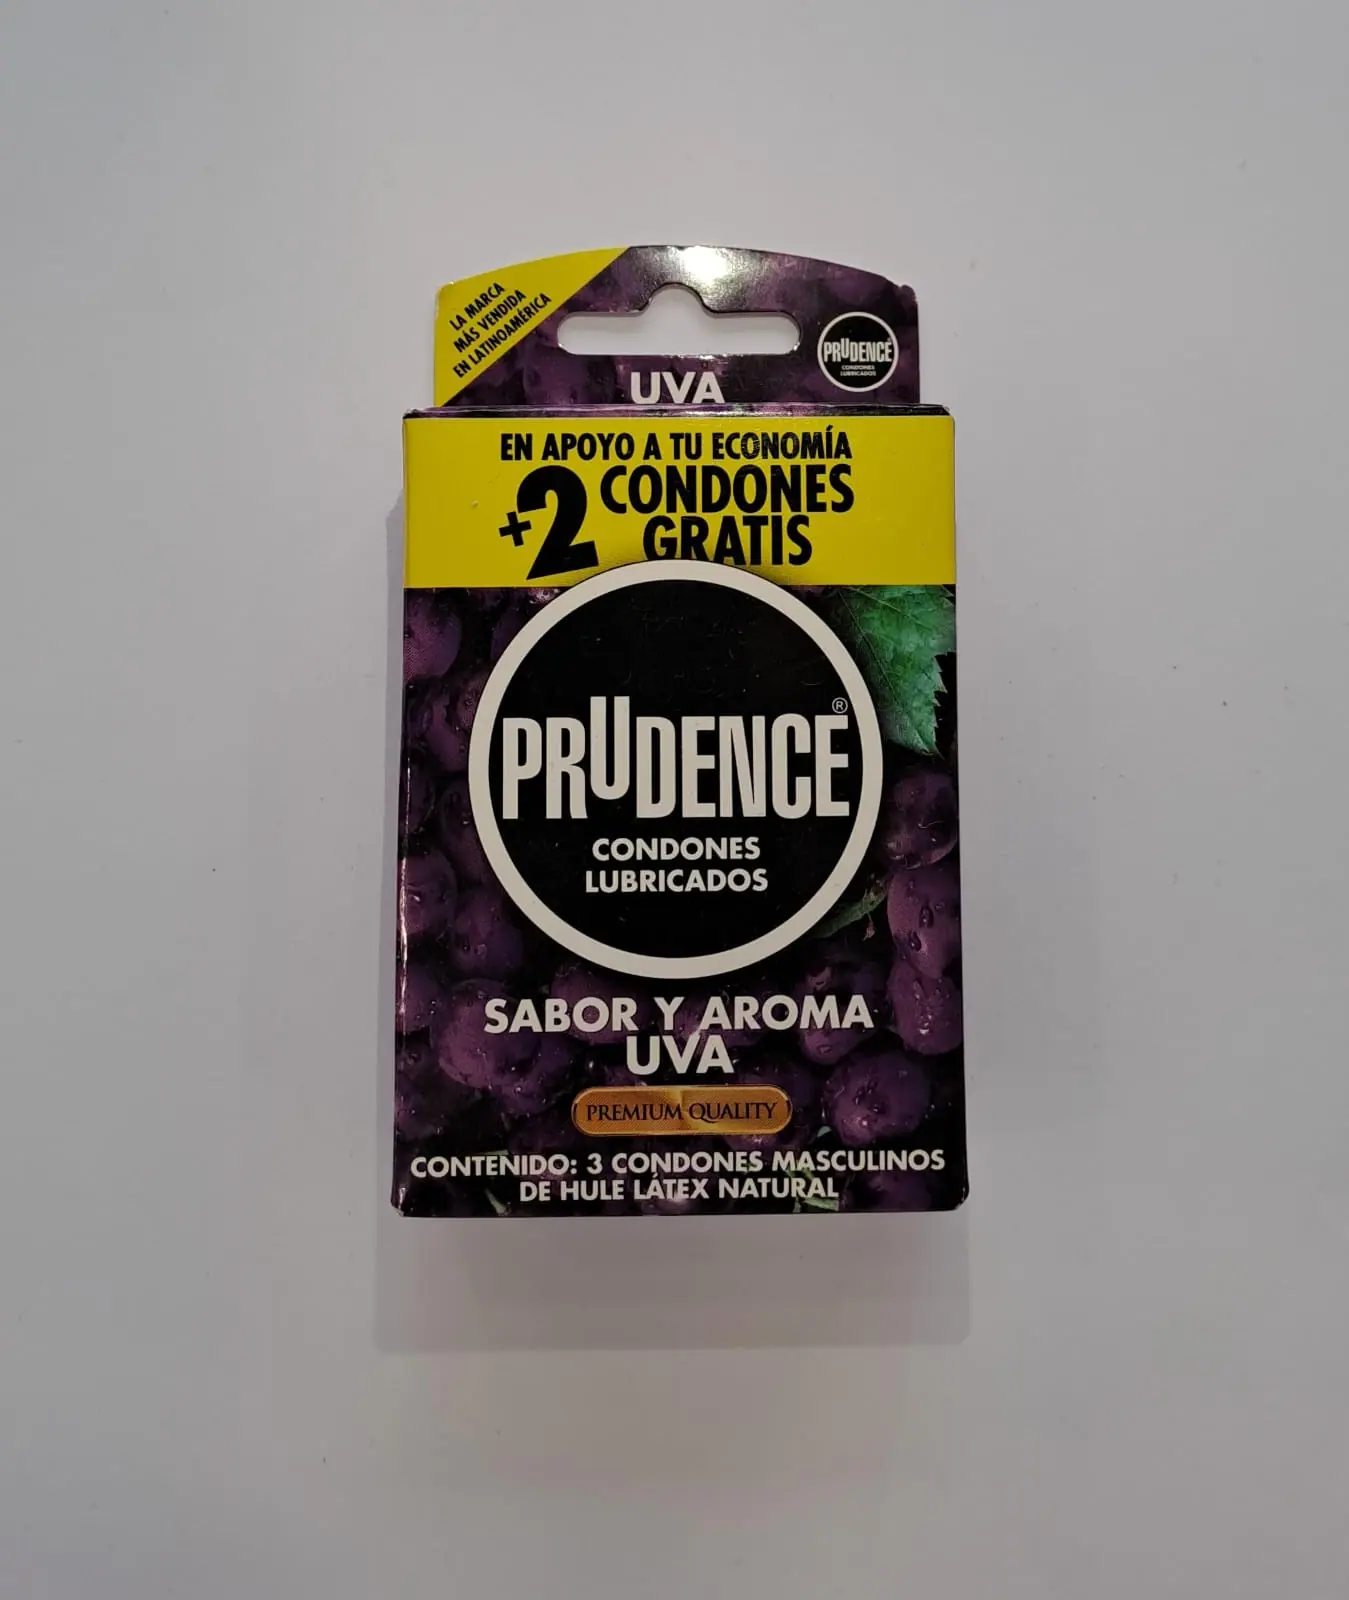 LA MARCA
MÁS VENDIDA
EN LATINOAMÉRICA
PRUDENCE
CONDONES
LUBRICADOS
UVA
EN APOYO A TU ECONOMÍA
+2 CONDONES
GRATIS
PRUDENCE®
CONDONES
LUBRICADOS
SABOR Y AROMA
UVA
PREMIUM QUALITY
CONTENIDO: 3 CONDONES MASCULINOS
DE HULE LÁTEX NATURAL